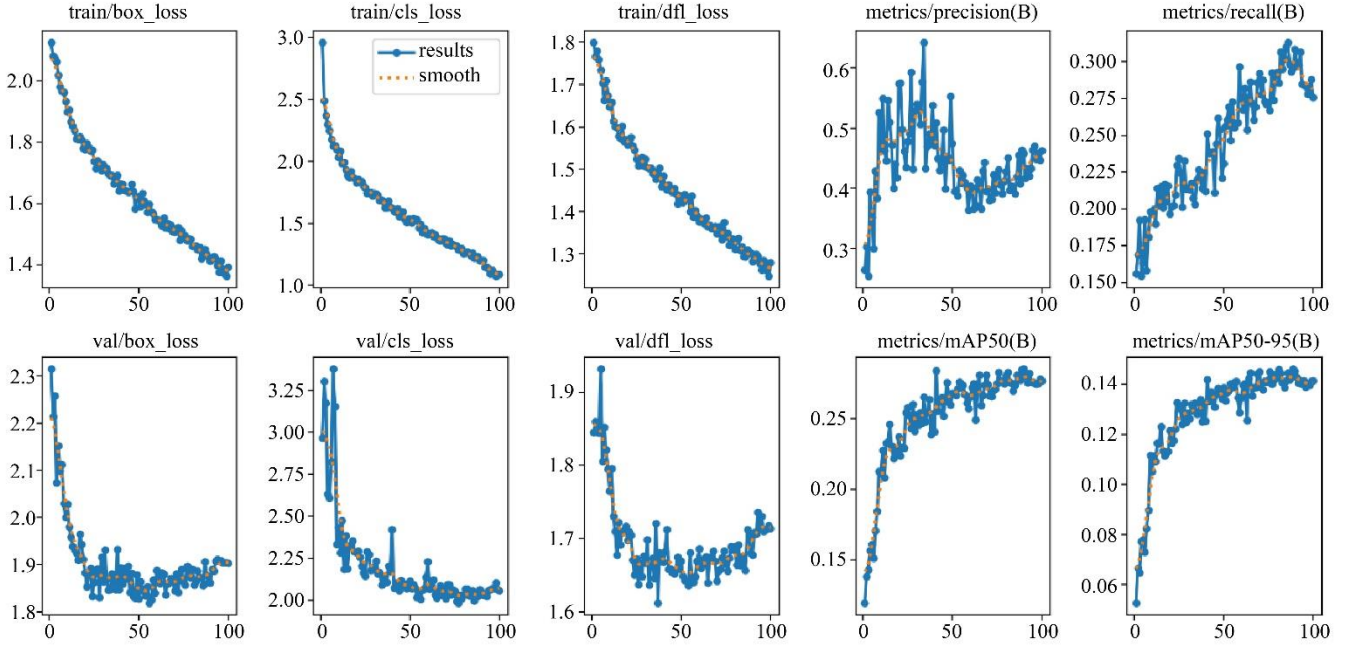 train/box_loss
2.0
1.8
1.6
1.4
0 50 100
train/cls_loss
results
smooth
3.0
2.5
2.0
1.5
1.0
0 50 100
train/dfl_loss
1.8
1.7
1.6
1.5
1.4
1.3
0 50 100
metrics/precision(B)
0.6
0.5
0.4
0.3
0 50 100
metrics/recall(B)
0.300
0.275
0.250
0.225
0.200
0.175
0.150
0 50 100
val/box_loss
2.3
2.2
2.1
2.0
1.9
1.8
0 50 100
val/cls_loss
3.25
3.00
2.75
2.50
2.25
2.00
0 50 100
val/dfl_loss
1.9
1.8
1.7
1.6
0 50 100
metrics/mAP50(B)
0.25
0.20
0.15
0 50 100
metrics/mAP50-95(B)
0.14
0.12
0.10
0.08
0.06
0 50 100